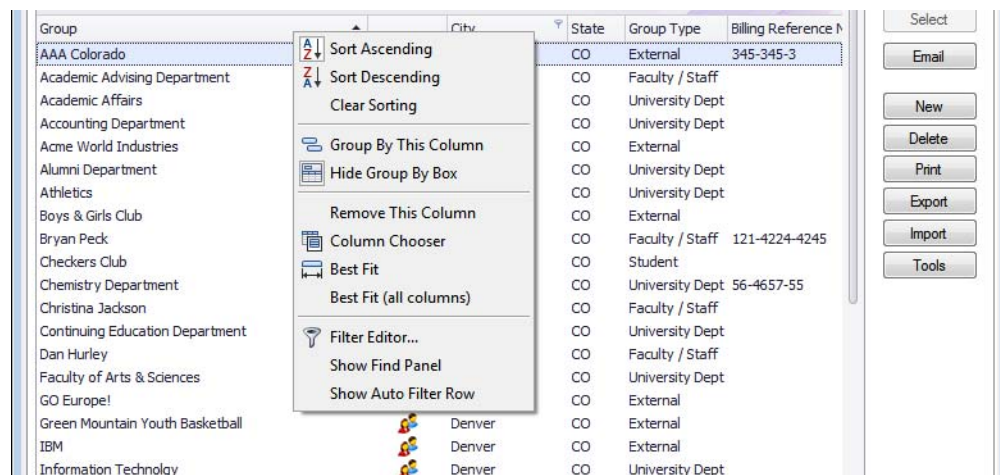 Group City State Group Type Billing Reference N
AAA Colorado CO External 345-345-3
Academic Advising Department CO Faculty / Staff
Academic Affairs CO University Dept
Accounting Department CO University Dept
Acme World Industries CO External
Alumni Department CO University Dept
Athletics CO University Dept
Boys & Girls Club CO External
Bryan Peck CO Faculty / Staff 121-4224-4245
Checkers Club CO Student
Chemistry Department CO University Dept 56-4657-55
Christina Jackson CO Faculty / Staff
Continuing Education Department CO University Dept
Dan Hurley CO Faculty / Staff
Faculty of Arts & Sciences CO University Dept
GO Europe! CO External
Green Mountain Youth Basketball Denver CO External
IBM Denver CO External
Information Technolgy Denver CO University Dept
Sort Ascending
Sort Descending
Clear Sorting
Group By This Column
Hide Group By Box
Remove This Column
Column Chooser
Best Fit
Best Fit (all columns)
Filter Editor...
Show Find Panel
Show Auto Filter Row
Select
Email
New
Delete
Print
Export
Import
Tools